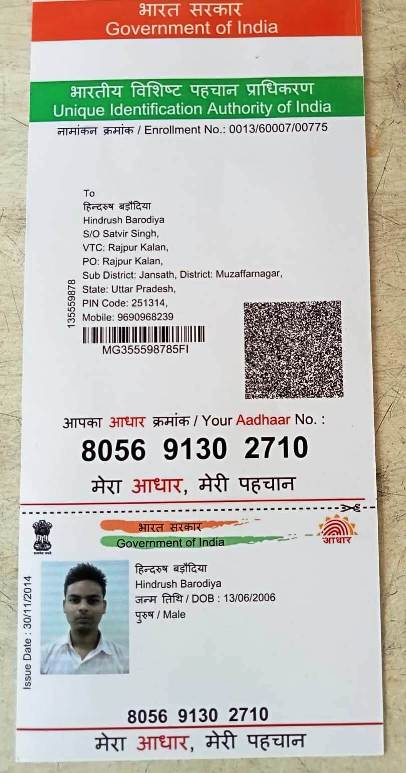 भारत सरकार
Government of India
भारतीय विशिष्ट पहचान प्राधिकरण
Unique Identification Authority of India
नामांकन क्रमांक / Enrollment No.: 0013/60007/00775
To
हिन्दरुष बड़ौदिया
Hindrush Barodiya
S/O Satvir Singh,
VTC: Rajpur Kalan,
PO: Rajpur Kalan,
Sub District: Jansath, District: Muzaffarnagar,
State: Uttar Pradesh,
PIN Code: 251314,
Mobile: 9690968239
135559878
MG355598785FI
आपका आधार क्रमांक / Your Aadhaar No. :
8056 9130 2710
मेरा आधार, मेरी पहचान
भारत सरकार
Government of India
आधार
Issue Date : 30/11/2014
हिन्दरुष बड़ौदिया
Hindrush Barodiya
जन्म तिथि / DOB : 13/06/2006
पुरुष / Male
8056 9130 2710
मेरा आधार, मेरी पहचान